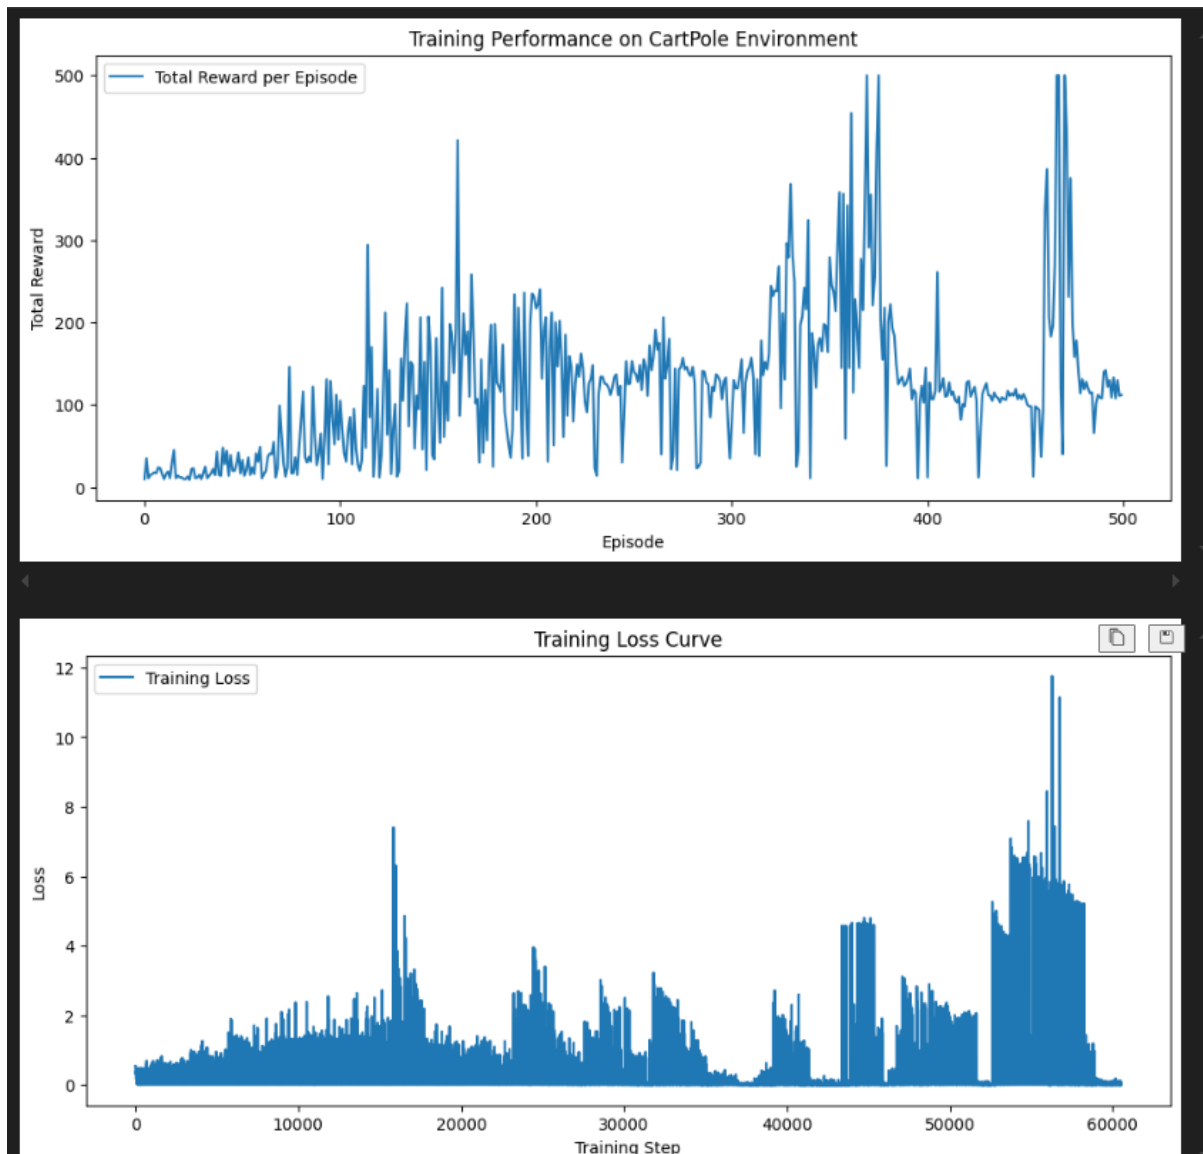 Training Performance on CartPole Environment
Total Reward per Episode
500
400
300
200
100
0
Total Reward
0 100 200 300 400 500
Episode
Training Loss Curve
Training Loss
12
10
8
6
4
2
0
Loss
0 10000 20000 30000 40000 50000 60000
Training Step